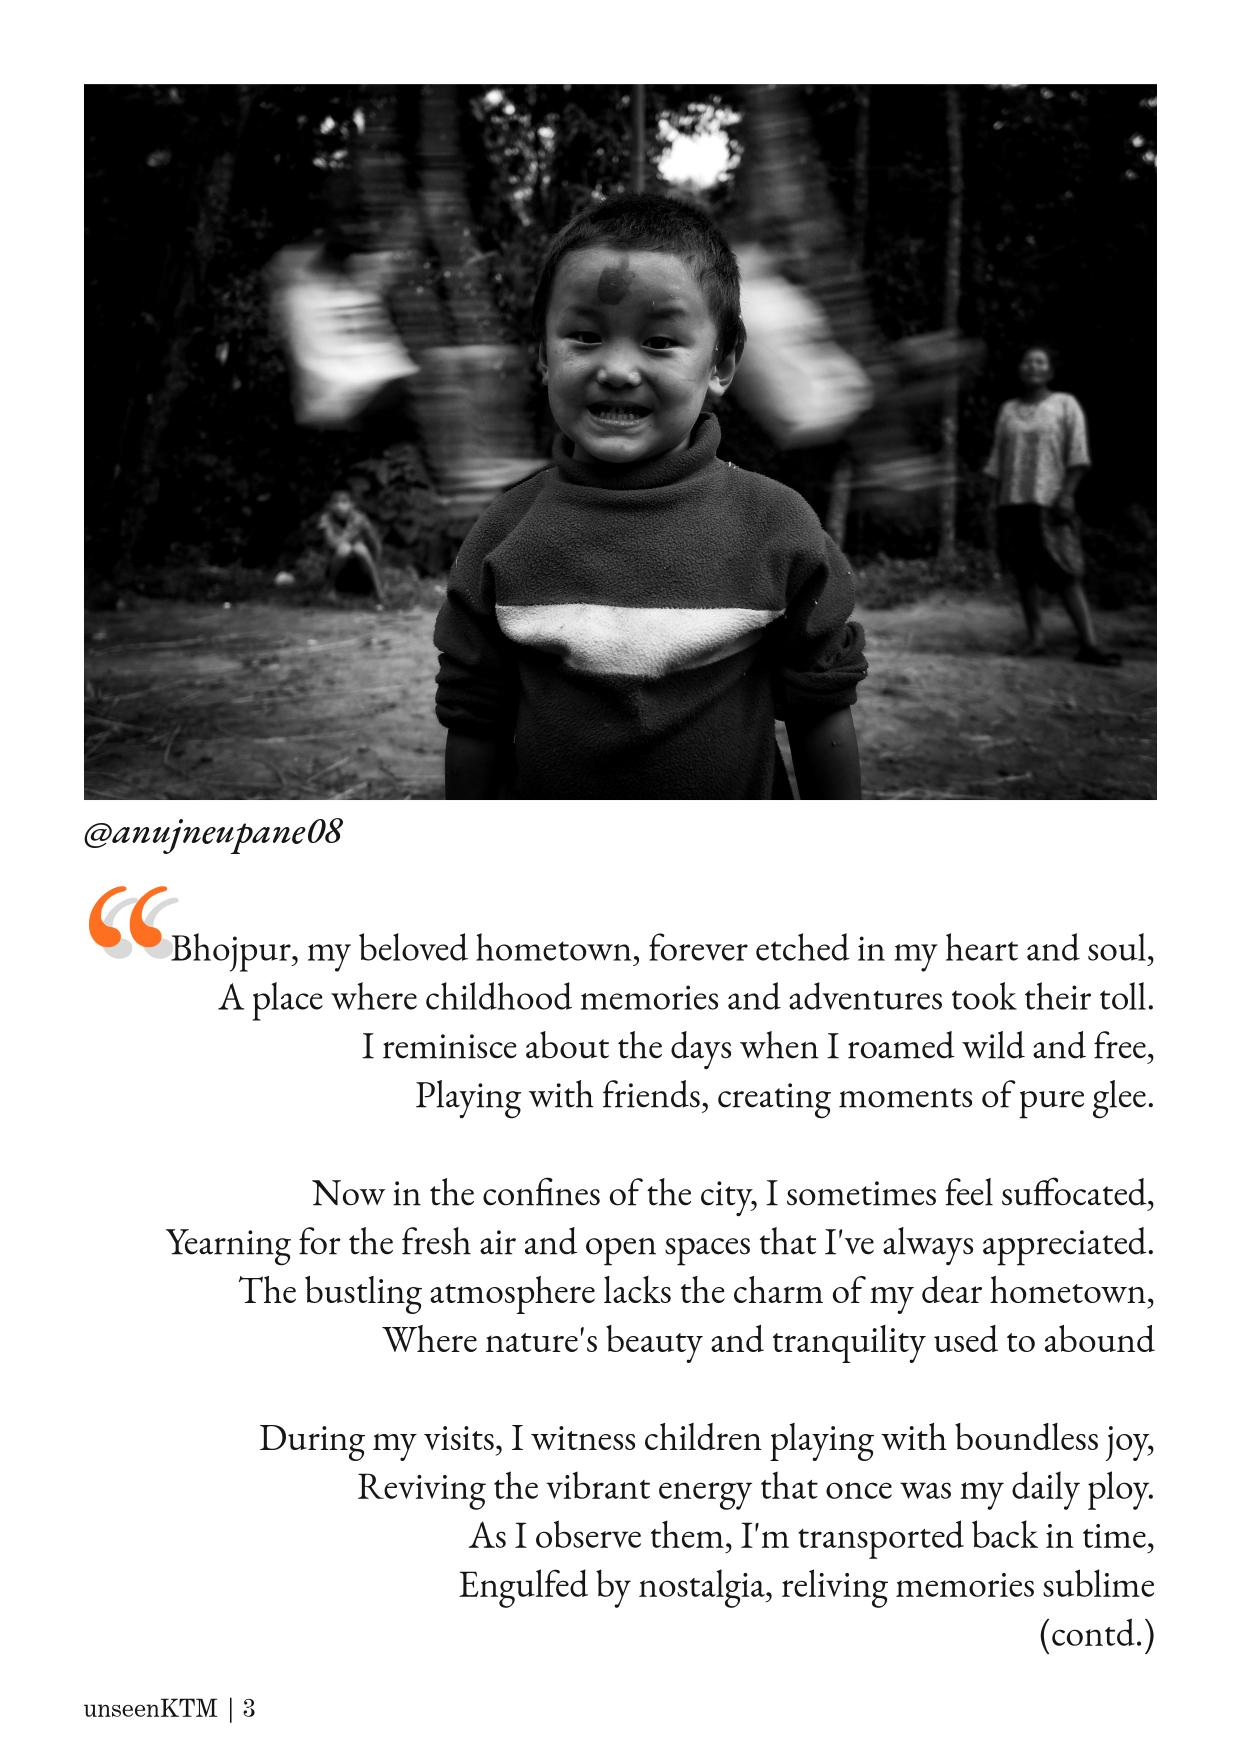 @anujneupane08
“Bhojpur, my beloved hometown, forever etched in my heart and soul,
A place where childhood memories and adventures took their toll.
I reminisce about the days when I roamed wild and free,
Playing with friends, creating moments of pure glee.
Now in the confines of the city, I sometimes feel suffocated,
Yearning for the fresh air and open spaces that I've always appreciated.
The bustling atmosphere lacks the charm of my dear hometown,
Where nature's beauty and tranquility used to abound
During my visits, I witness children playing with boundless joy,
Reviving the vibrant energy that once was my daily ploy.
As I observe them, I'm transported back in time,
Engulfed by nostalgia, reliving memories sublime
(contd.)
unseenKTM | 3